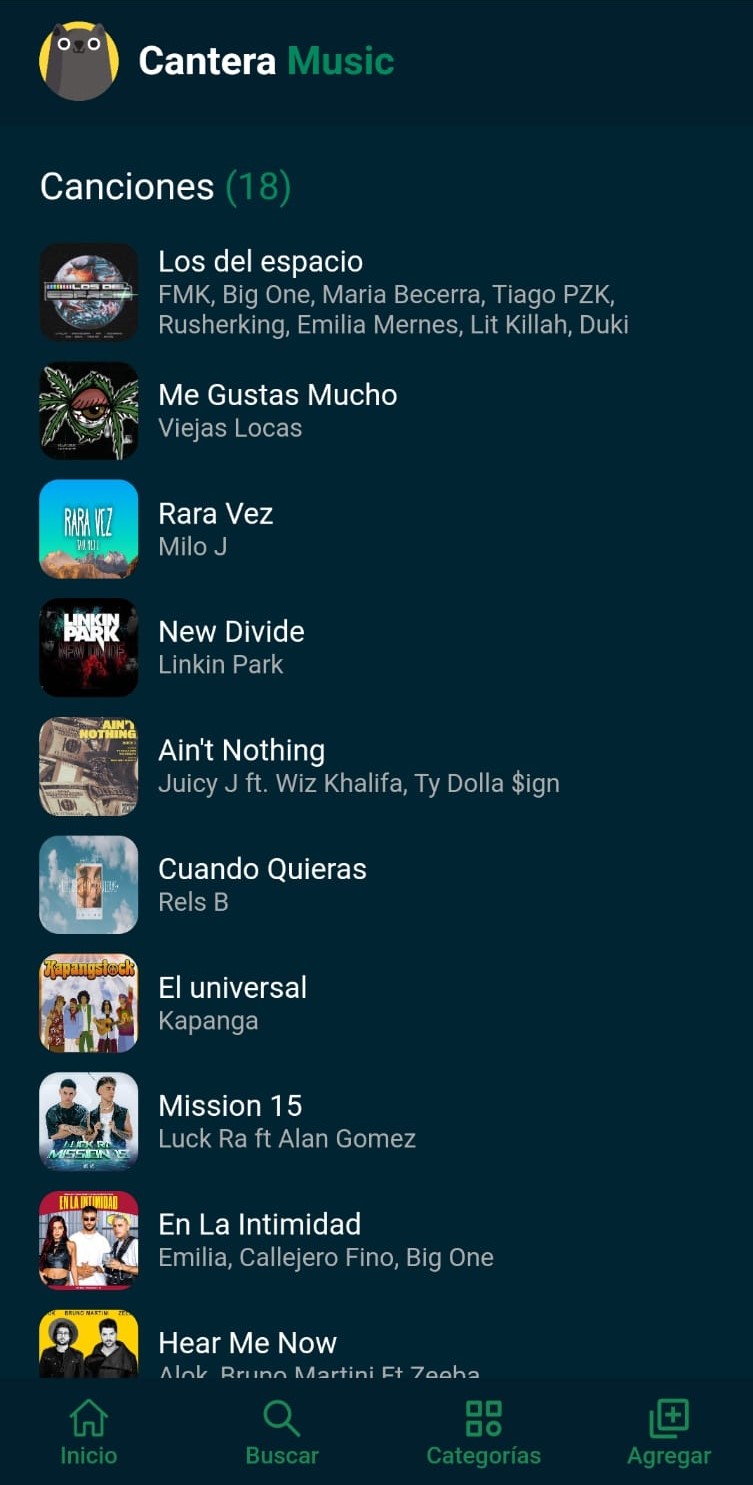 Cantera Music
Canciones (18)
Los del espacio
FMK, Big One, Maria Becerra, Tiago PZK,
Rusherking, Emilia Mernes, Lit Killah, Duki
Me Gustas Mucho
Viejas Locas
RARA VEZ
Rara Vez
Milo J
LINKIN
PARK
NEW DIVIDE
New Divide
Linkin Park
AIN'T
NOTHING
Ain't Nothing
Juicy J ft. Wiz Khalifa, Ty Dolla $ign
Cuando Quieras
Rels B
Kapangstock
El universal
Kapanga
LUCK RA
MISSION 15
Mission 15
Luck Ra ft Alan Gomez
EN LA INTIMIDAD
En La Intimidad
Emilia, Callejero Fino, Big One
BRUNO MARTINI
Hear Me Now
Alok, Bruno Martini Ft Zeeba
Inicio
Buscar
Categorías
Agregar